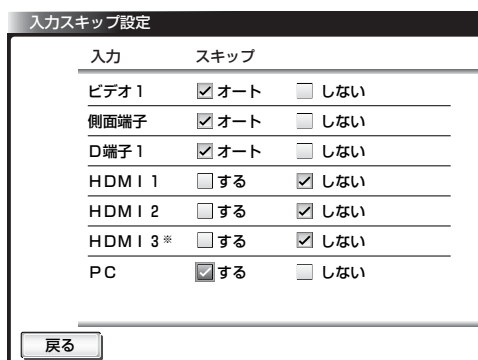 入力スキップ設定
入力 スキップ
ビデオ1 オート しない
側面端子 オート しない
D端子1 オート しない
HDMI1 する しない
HDMI2 する しない
HDMI3※ する しない
PC する しない
戻る